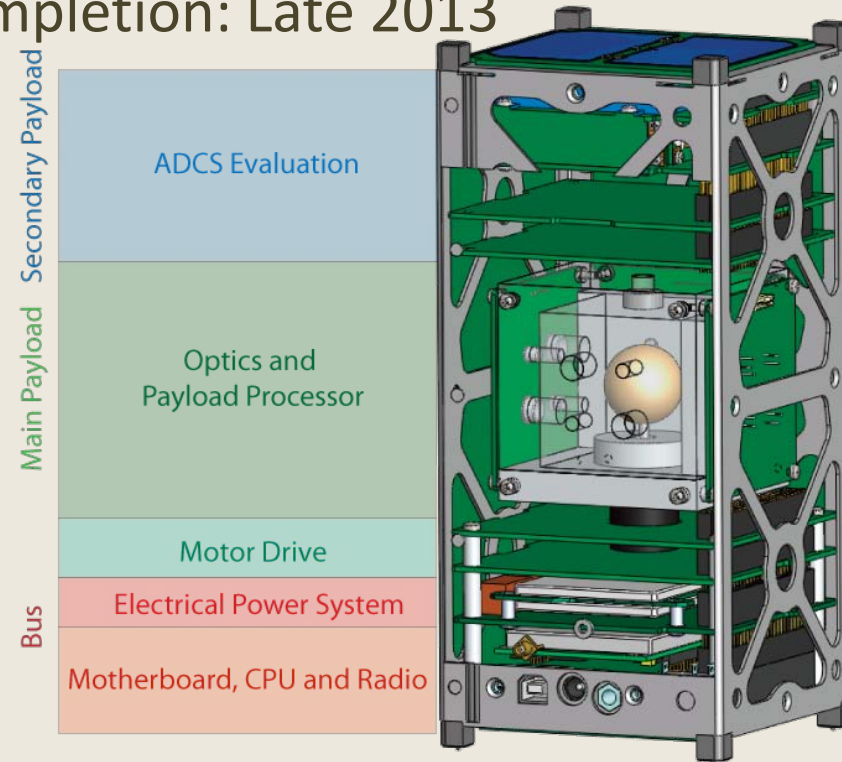 mpletion: Late 2013
Secondary Payload
ADCS Evaluation
Main Payload
Optics and
Payload Processor
Motor Drive
Bus
Electrical Power System
Motherboard, CPU and Radio